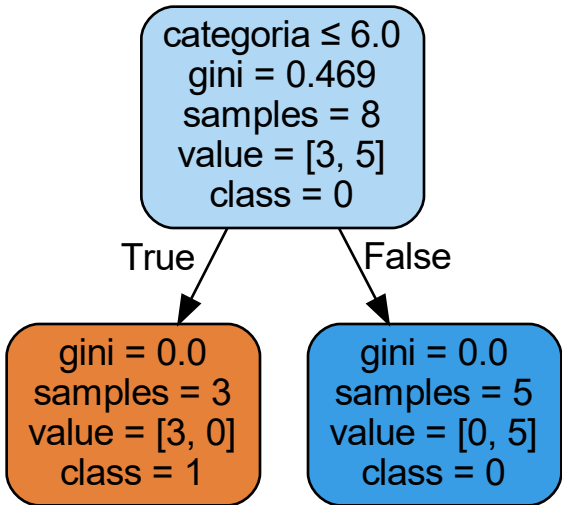 categoria ≤ 6.0
gini = 0.469
samples = 8
value = [3, 5]
class = 0
True
False
gini = 0.0
samples = 3
value = [3, 0]
class = 1
gini = 0.0
samples = 5
value = [0, 5]
class = 0